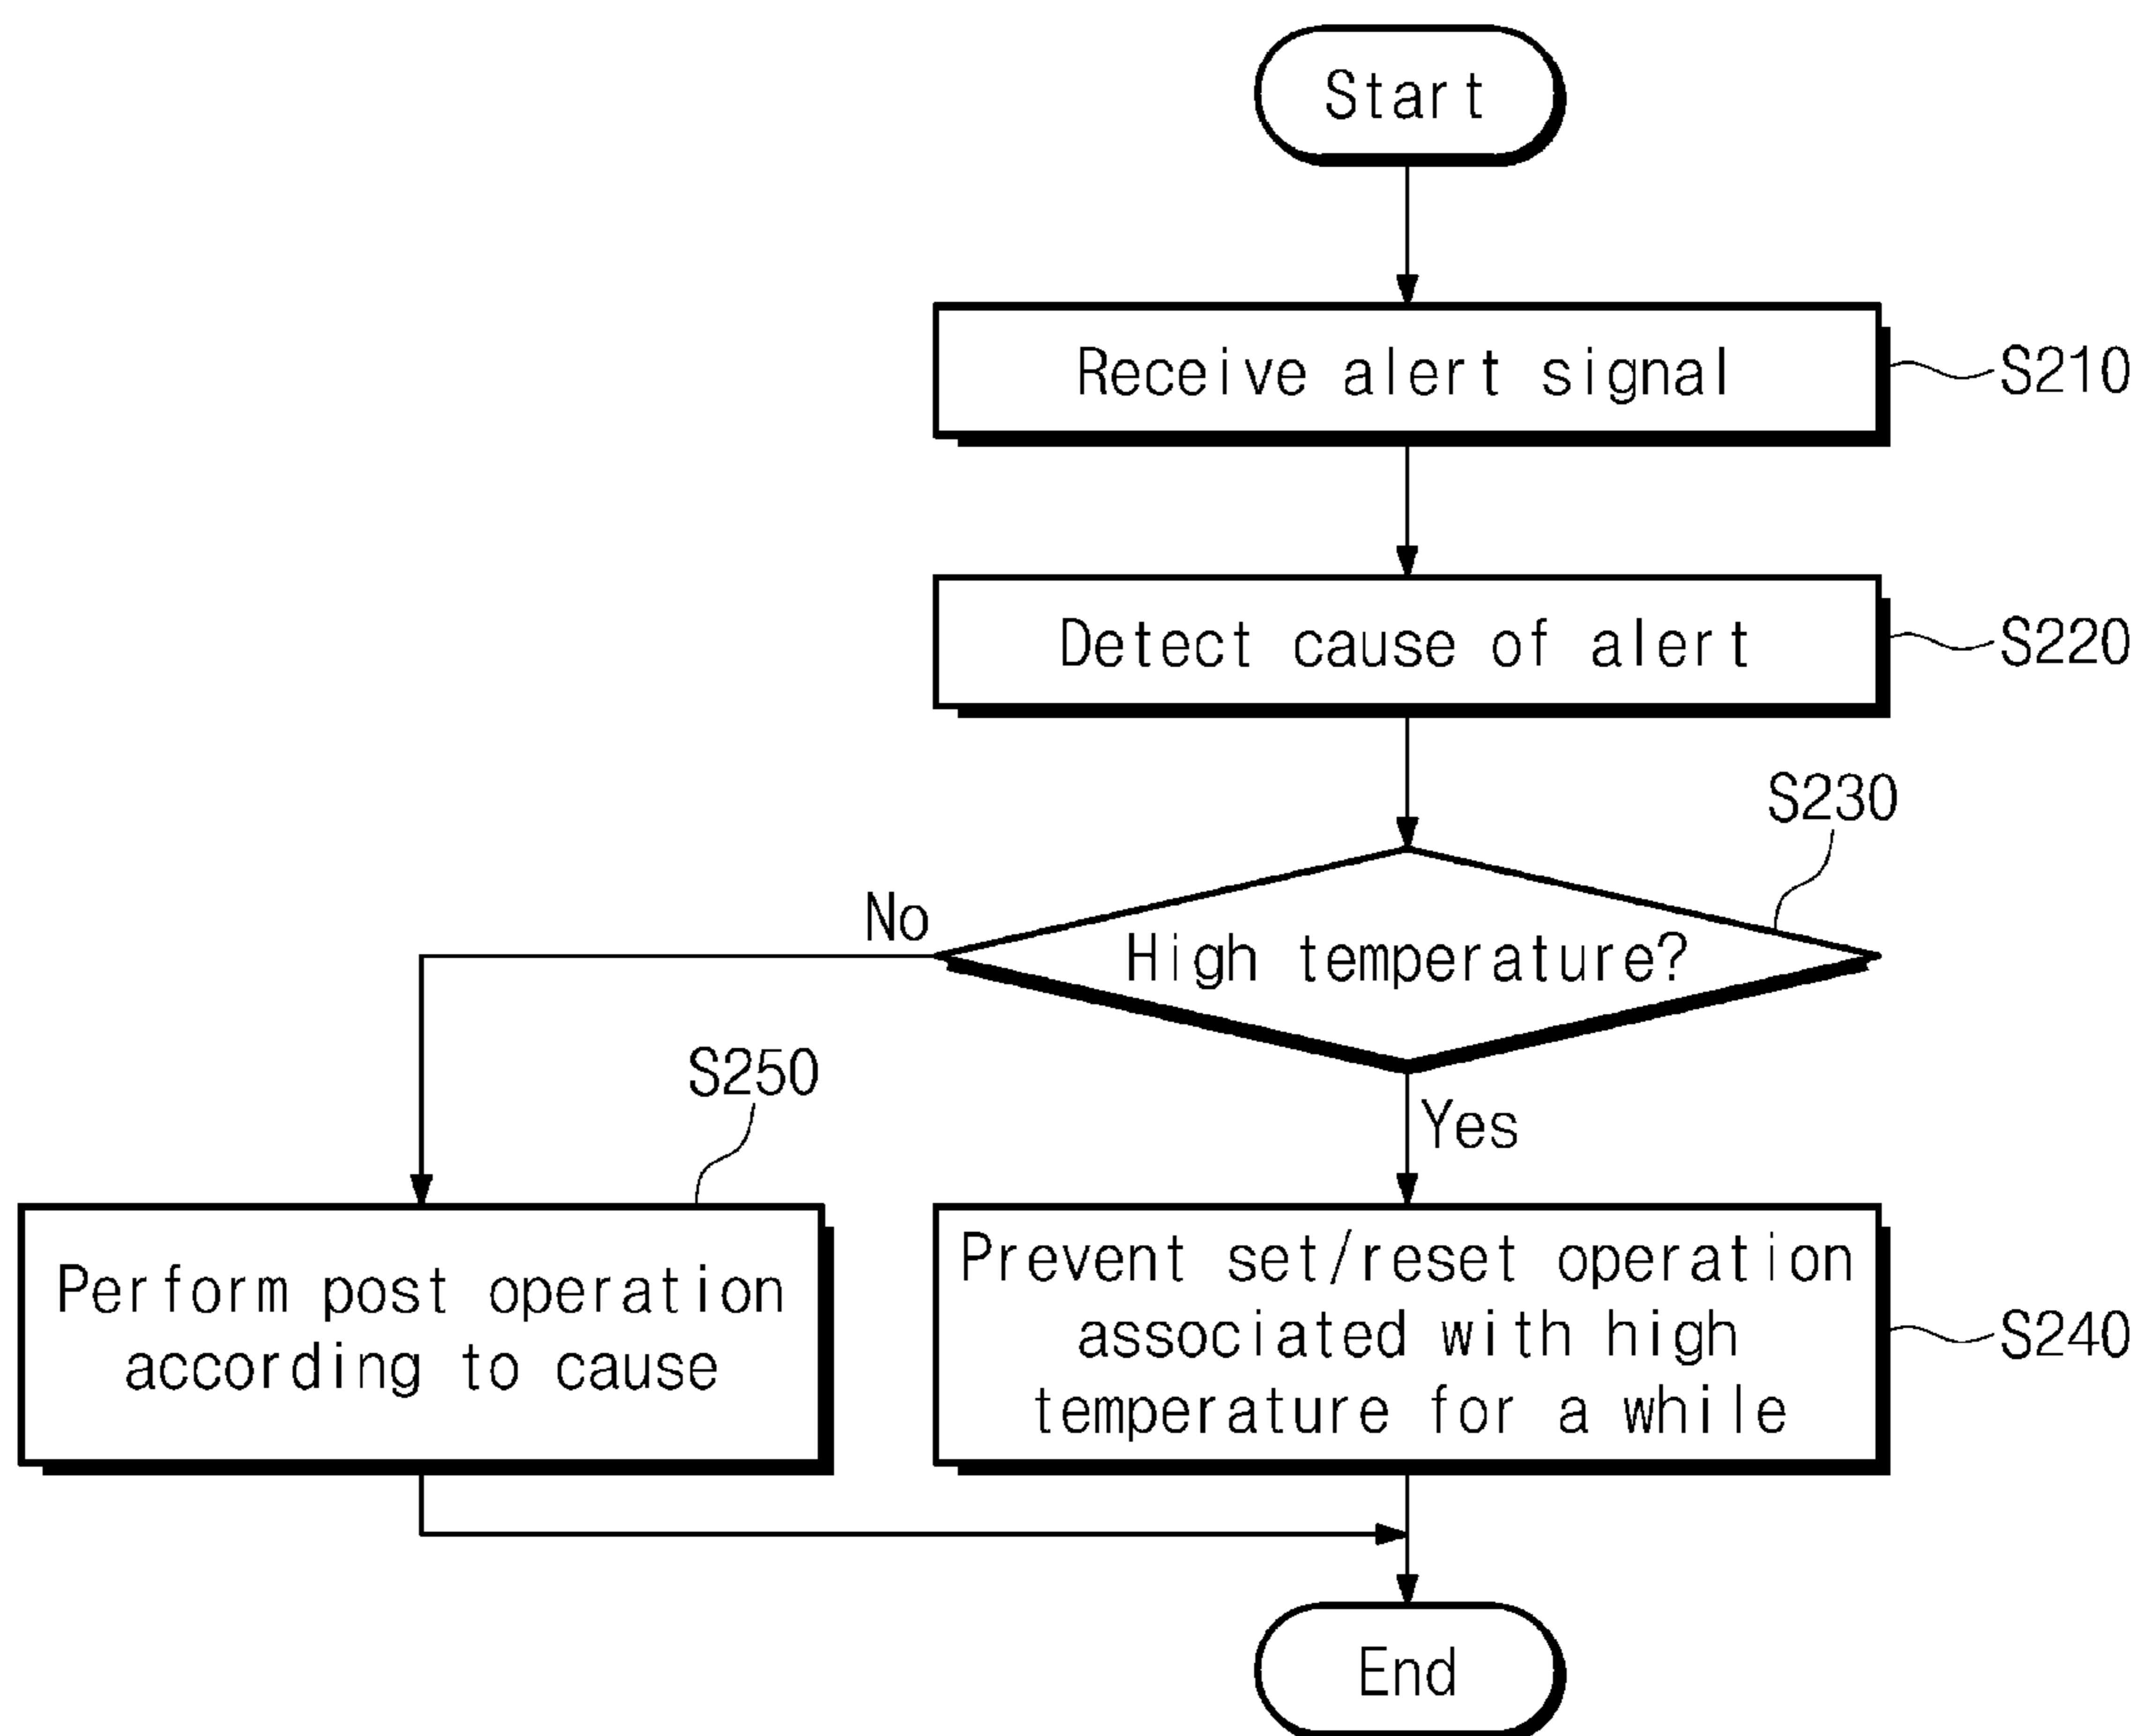 Start
Receive alert signal
S210
Detect cause of alert
S220
S230
High temperature?
No
Yes
S250
Perform post operation
according to cause
Prevent set/reset operation
associated with high
temperature for a while
S240
End